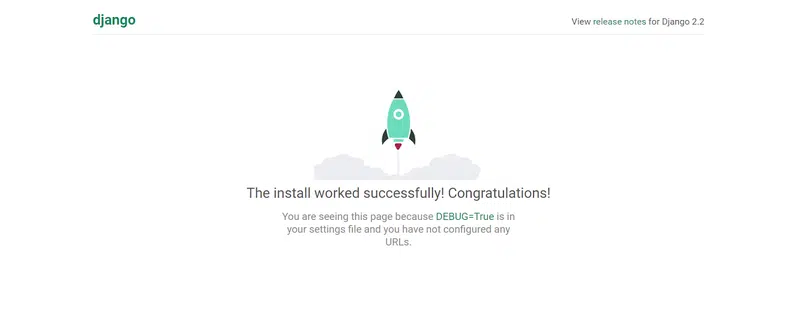 django
View release notes for Django 2.2
The install worked successfully! Congratulations!
You are seeing this page because DEBUG=True is in
your settings file and you have not configured any
URLs.